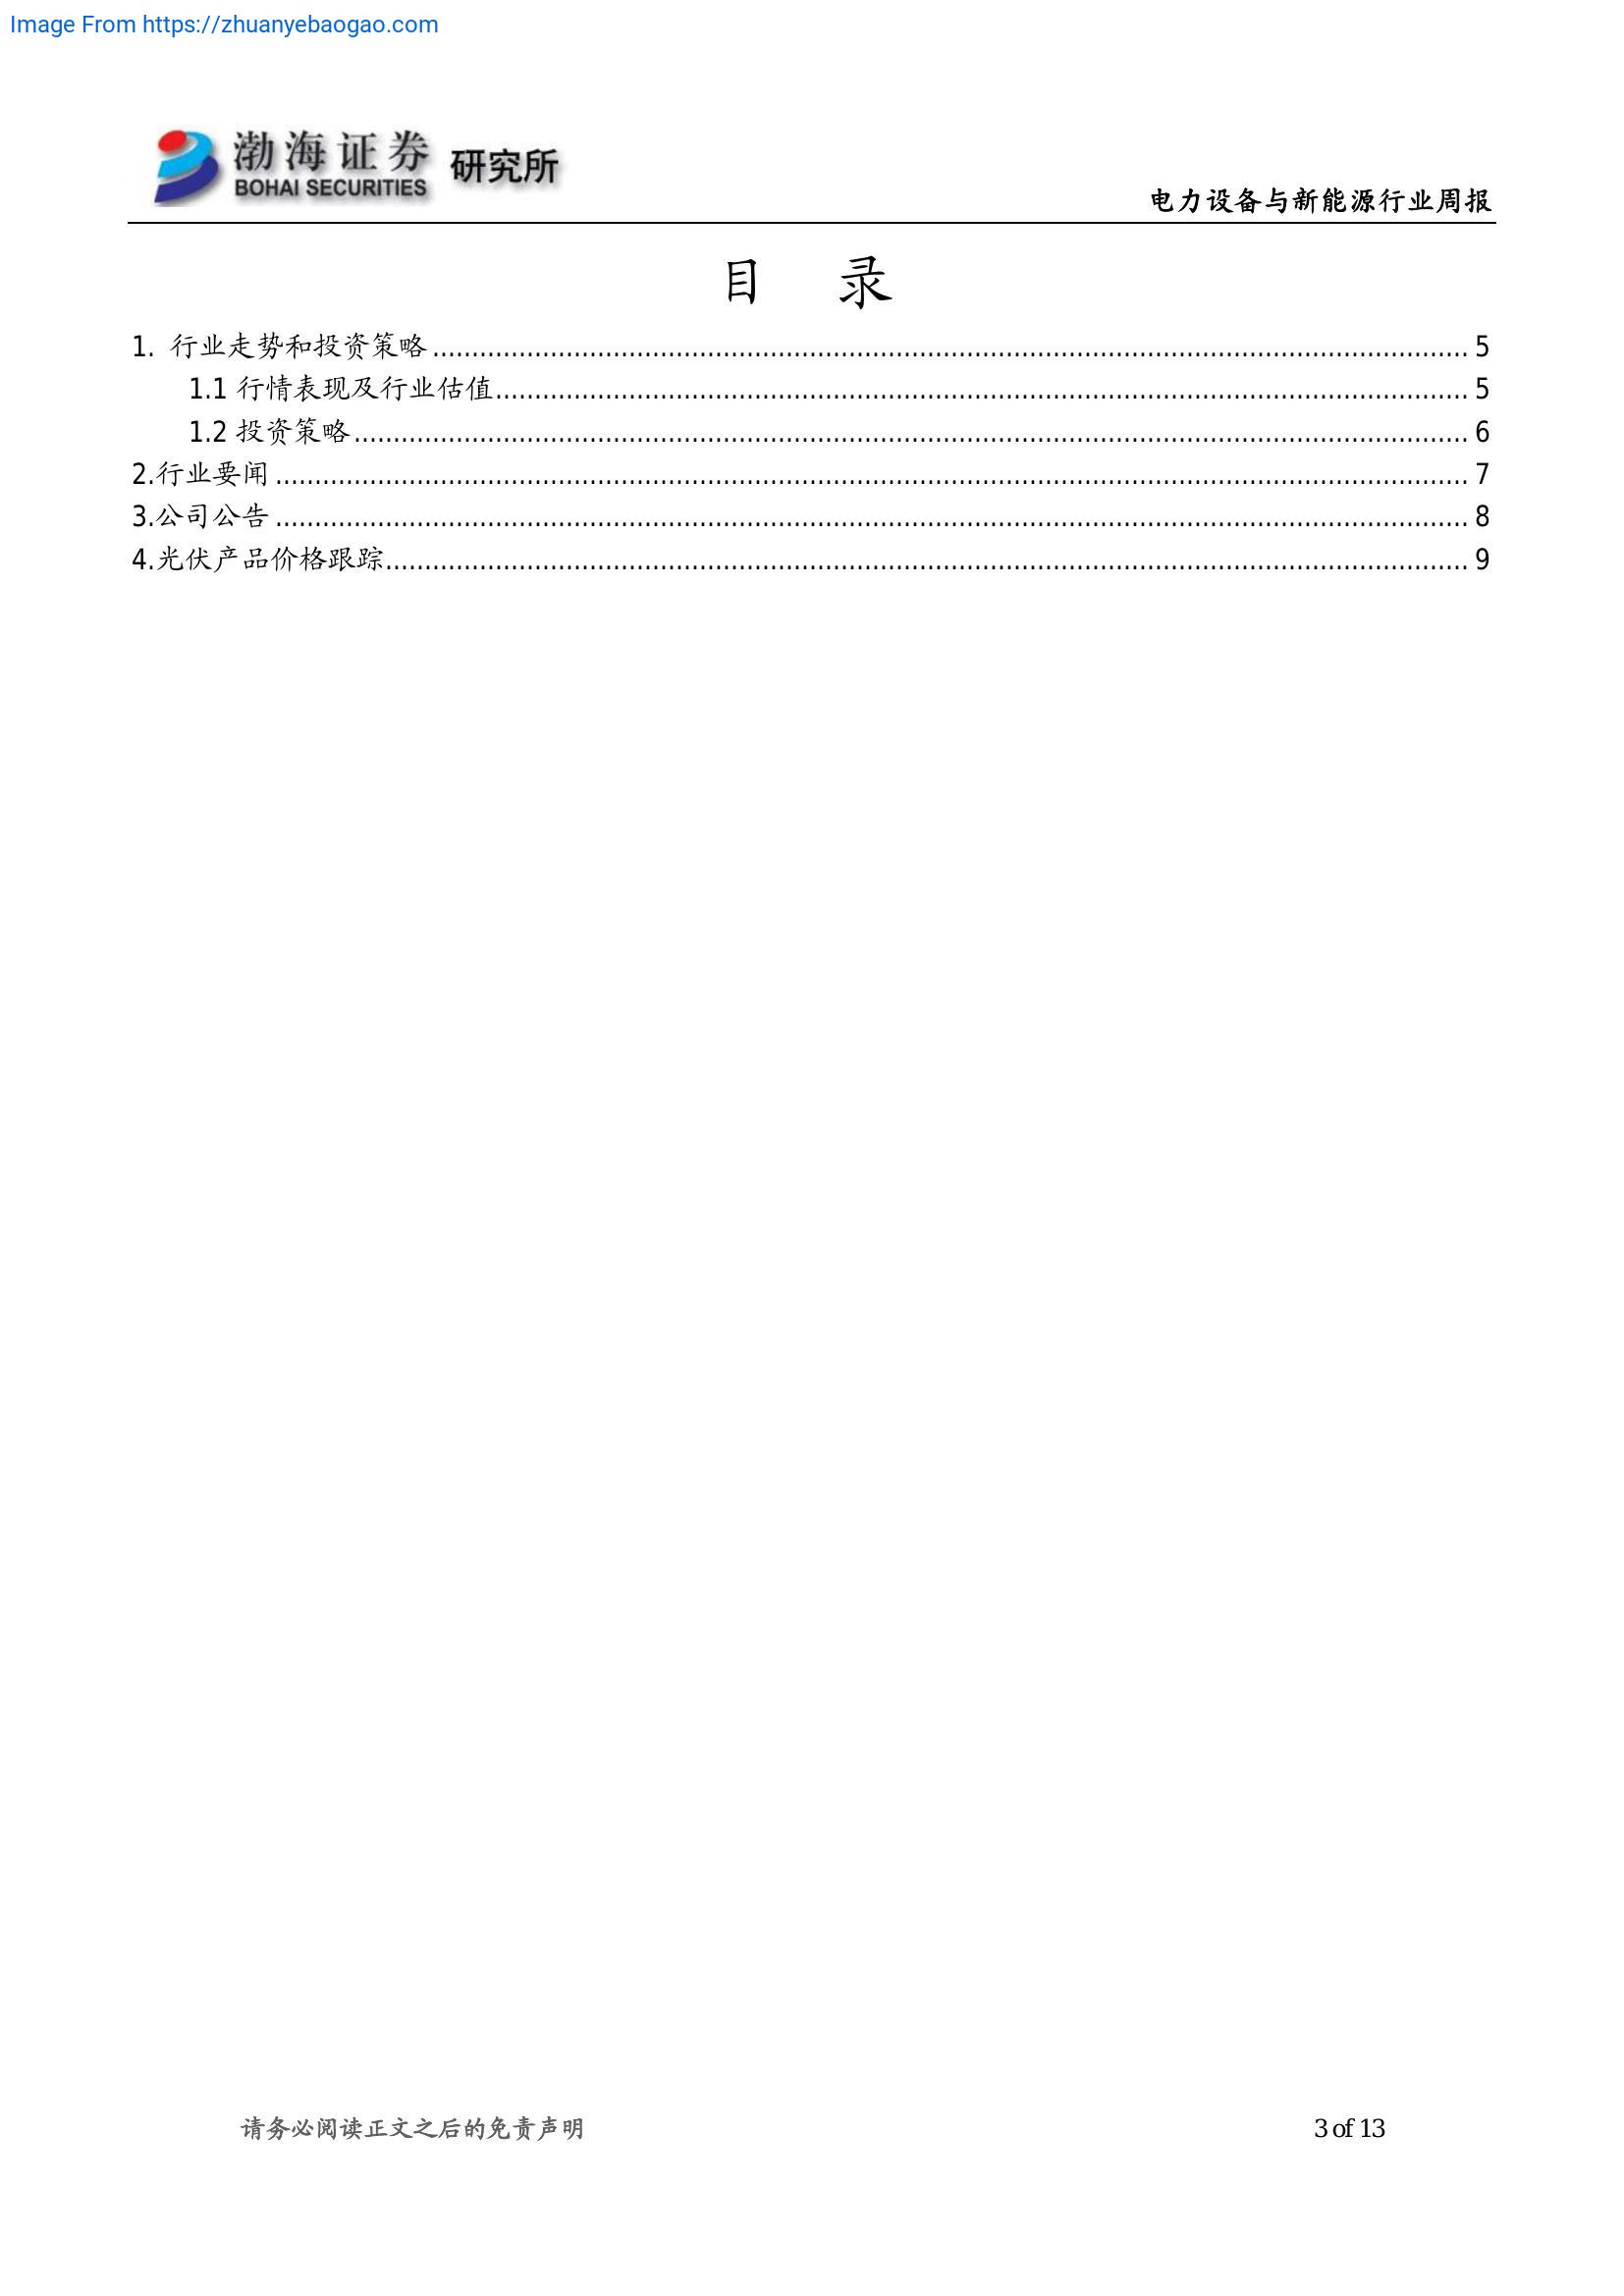 Image From https://zhuanyebaogao.com
渤海证券 研究所
BOHAI SECURITIES
电力设备与新能源行业周报
目 录
1. 行业走势和投资策略 5
1.1 行情表现及行业估值 5
1.2 投资策略 6
2.行业要闻 7
3.公司公告 8
4.光伏产品价格跟踪 9
请务必阅读正文之后的免责声明 3 of 13